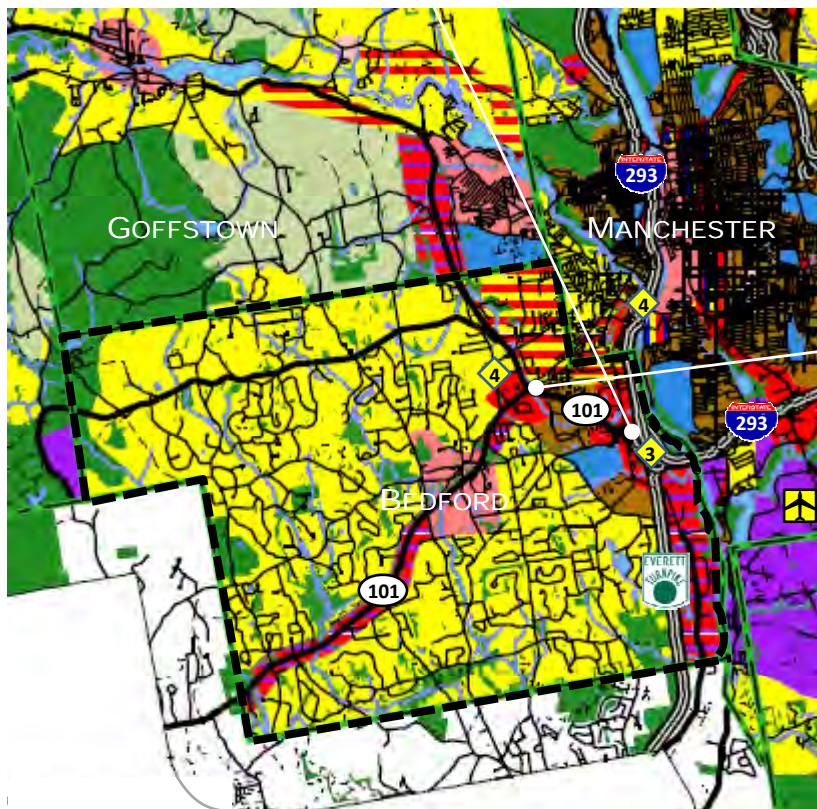 INTERSTATE
293
GOFFSTOWN
MANCHESTER
4
4
101
INTERSTATE
293
3
BEDFORD
EVERETT
TURNPIKE
101